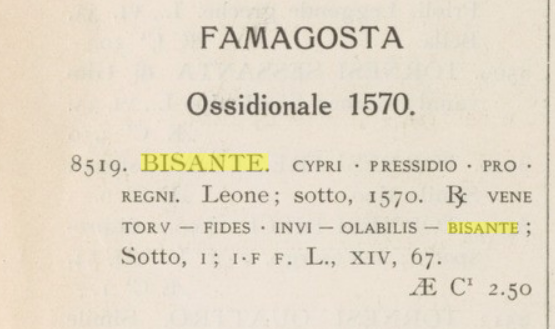 FAMAGOSTA
Ossidionale 1570.
8519. BISANTE. CYPRI · PRESSIDIO · PRO ·
REGNI. Leone; sotto, 1570. ℞ VENE
TORV — FIDES · INVI — OLABILIS — BISANTE;
Sotto, I; I·F F. L., XIV, 67.
Æ C¹ 2.50